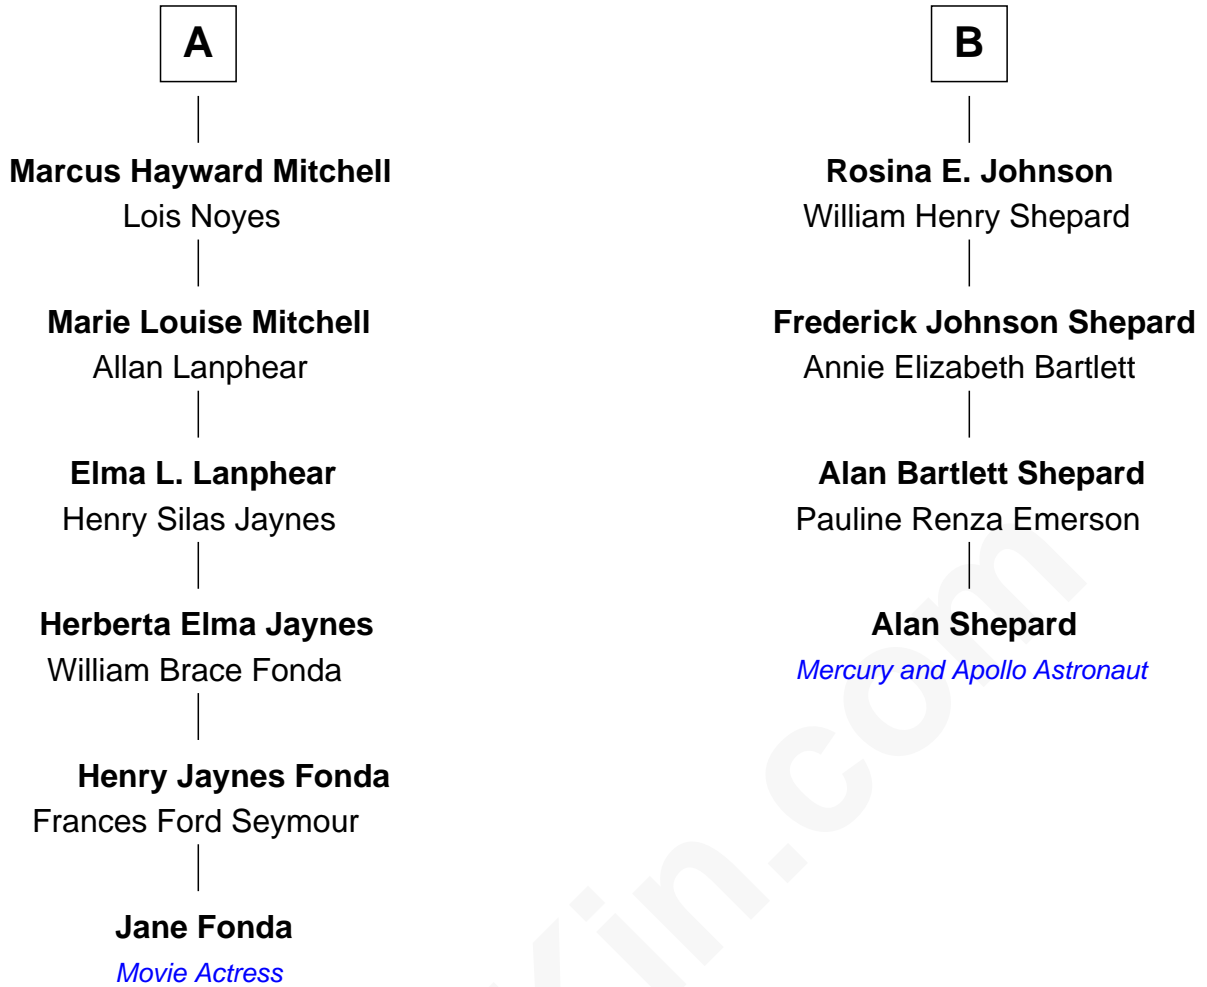 A
Marcus Hayward Mitchell
Lois Noyes
Marie Louise Mitchell
Allan Lanphear
Elma L. Lanphear
Henry Silas Jaynes
Herberta Elma Jaynes
William Brace Fonda
Henry Jaynes Fonda
Frances Ford Seymour
Jane Fonda
Movie Actress
B
Rosina E. Johnson
William Henry Shepard
Frederick Johnson Shepard
Annie Elizabeth Bartlett
Alan Bartlett Shepard
Pauline Renza Emerson
Alan Shepard
Mercury and Apollo Astronaut
Kin.com